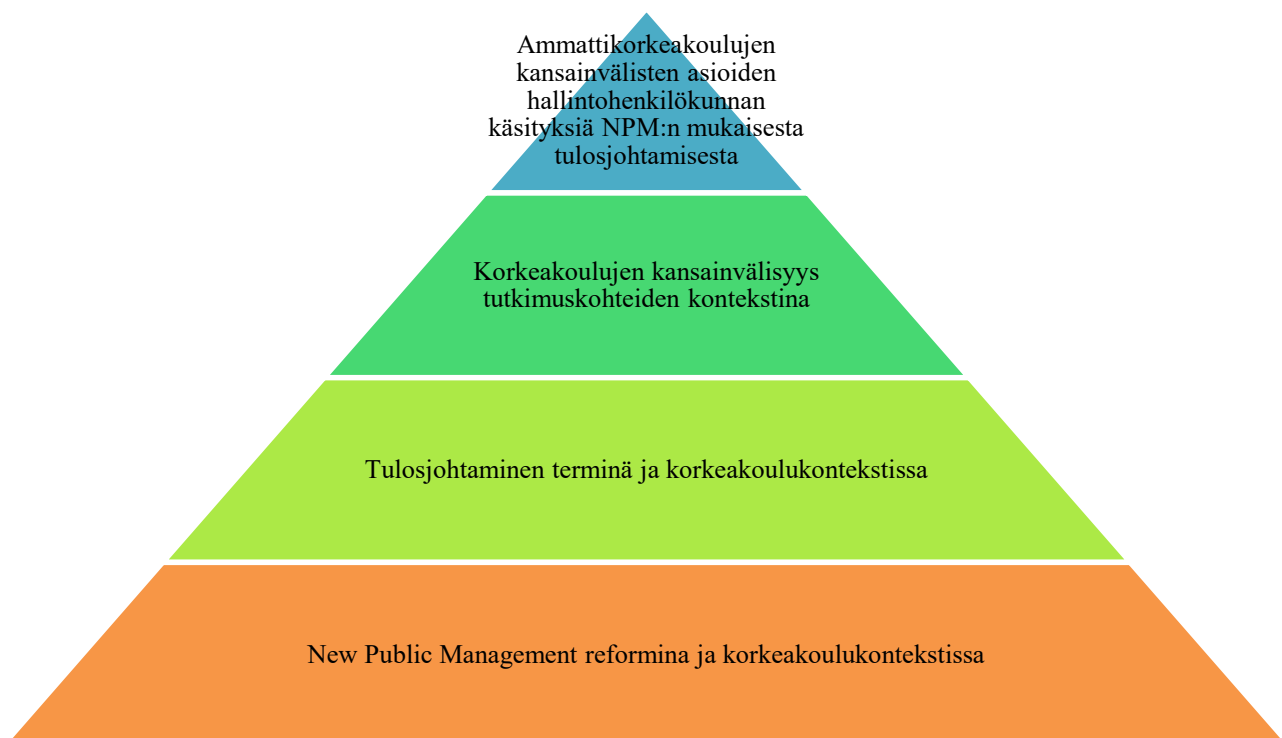 Ammattikorkeakoulujen
kansainvälisten asioiden
hallintohenkilökunnan
käsityksiä NPM:n mukaisesta
tulosjohtamisesta
Korkeakoulujen kansainvälisyys
tutkimuskohteiden kontekstina
Tulosjohtaminen terminä ja korkeakoulukontekstissa
New Public Management reformina ja korkeakoulukontekstissa